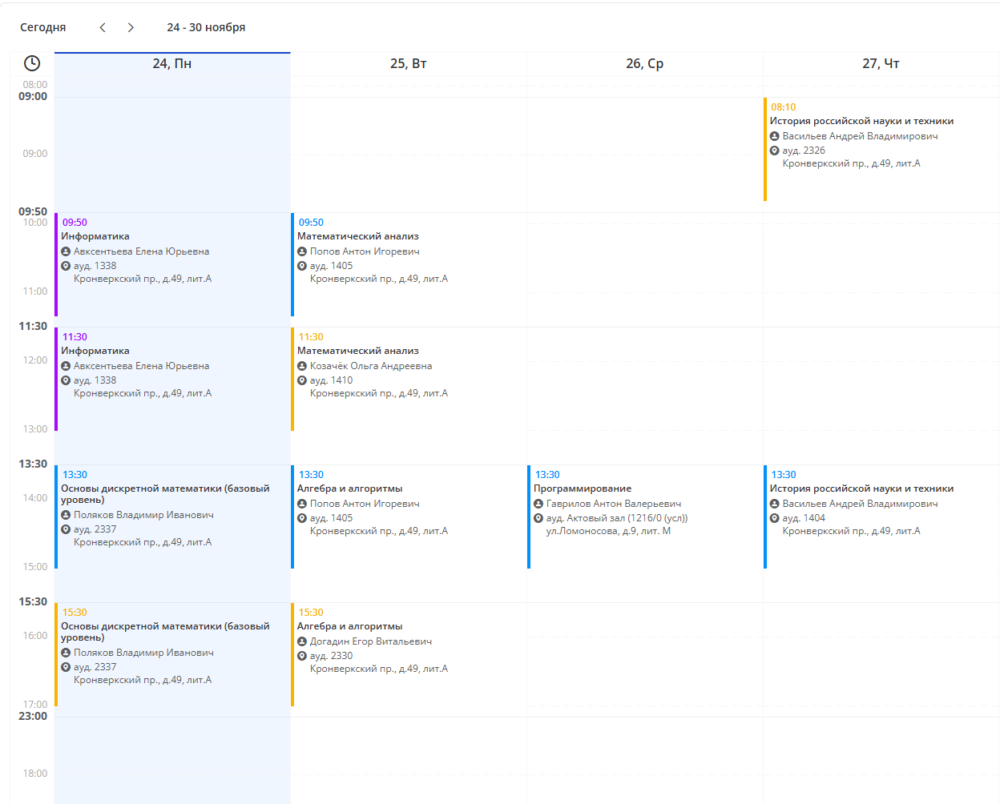 Сегодня
24 - 30 ноября
24, Пн
25, Вт
26, Ср
27, Чт
08:00
09:00
09:00
09:50
10:00
11:00
11:30
12:00
13:00
13:30
14:00
15:00
15:30
16:00
17:00
23:00
18:00
09:50
Информатика
Авксентьева Елена Юрьевна
ауд. 1338
Кронверкский пр., д.49, лит.А
11:30
Информатика
Авксентьева Елена Юрьевна
ауд. 1338
Кронверкский пр., д.49, лит.А
13:30
Основы дискретной математики (базовый
уровень)
Поляков Владимир Иванович
ауд. 2337
Кронверкский пр., д.49, лит.А
15:30
Основы дискретной математики (базовый
уровень)
Поляков Владимир Иванович
ауд. 2337
Кронверкский пр., д.49, лит.А
09:50
Математический анализ
Попов Антон Игоревич
ауд. 1405
Кронверкский пр., д.49, лит.А
11:30
Математический анализ
Козачёк Ольга Андреевна
ауд. 1410
Кронверкский пр., д.49, лит.А
13:30
Алгебра и алгоритмы
Попов Антон Игоревич
ауд. 1405
Кронверкский пр., д.49, лит.А
15:30
Алгебра и алгоритмы
Догадин Егор Витальевич
ауд. 2330
Кронверкский пр., д.49, лит.А
13:30
Программирование
Гаврилов Антон Валерьевич
ауд. Актовый зал (1216/0 (усл))
ул.Ломоносова, д.9, лит. М
08:10
История российской науки и техники
Васильев Андрей Владимирович
ауд. 2326
Кронверкский пр., д.49, лит.А
13:30
История российской науки и техники
Васильев Андрей Владимирович
ауд. 1404
Кронверкский пр., д.49, лит.А